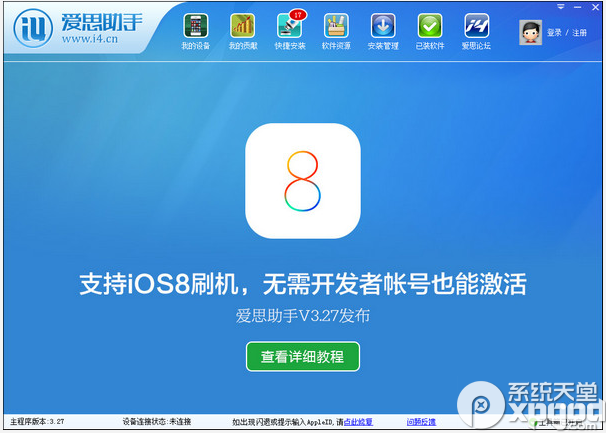 爱思助手
www.i4.cn
我的设备 我的贡献 快捷安装 软件资源 安装管理 已装软件 爱思论坛
17
登录 / 注册
8
支持iOS8刷机，无需开发者帐号也能激活
爱思助手V3.27发布
查看详细教程
系统天堂
主程序版本:3.27 设备连接状态:未连接 如出现闪退或提示输入AppleID,请点此修复 问题反馈